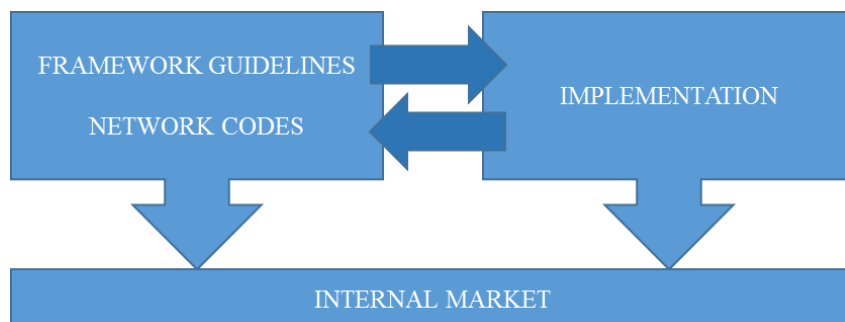 FRAMEWORK GUIDELINES
NETWORK CODES
IMPLEMENTATION
INTERNAL MARKET